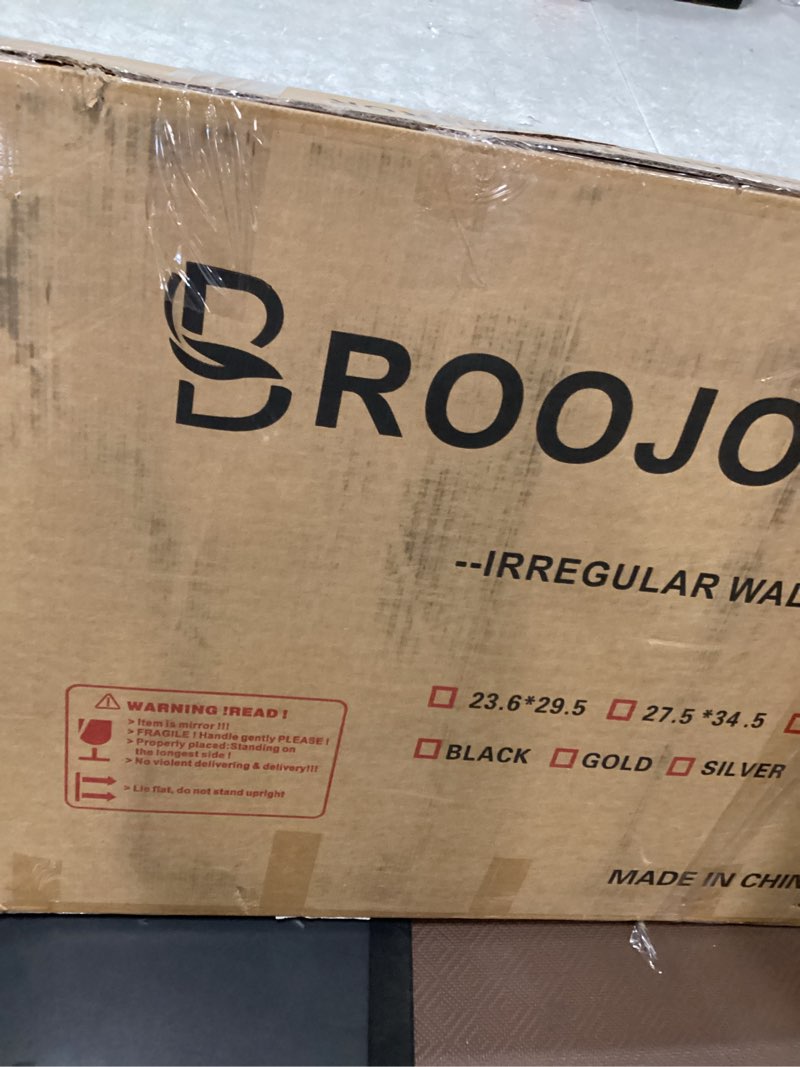 BROOJO
--IRREGULAR WAL
WARNING !READ !
> Item is mirror !!!
> FRAGILE ! Handle gently PLEASE !
> Properly placed:Standing on
the longest side !
> No violent delivering & delivery!!!
> Lie flat, do not stand upright
23.6*29.5 27.5 *34.5
BLACK GOLD SILVER
MADE IN CHIN